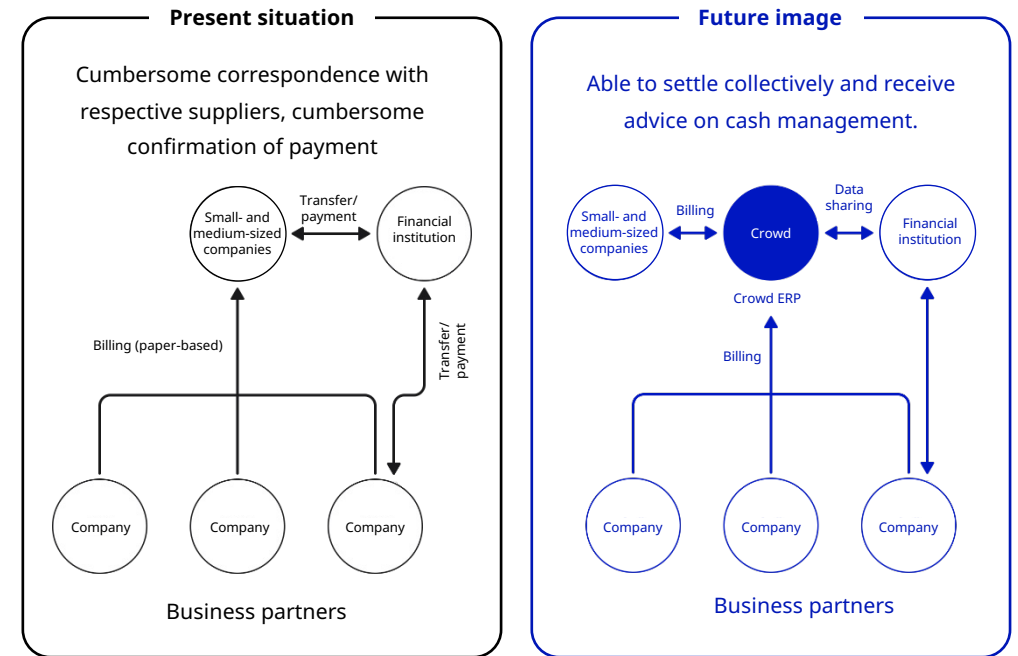 Present situation
Cumbersome correspondence with
respective suppliers, cumbersome
confirmation of payment
Small- and
medium-sized
companies
Transfer/
payment
Financial
institution
Billing (paper-based)
Transfer/
payment
Company
Company
Company
Business partners
Future image
Able to settle collectively and receive
advice on cash management.
Small- and
medium-sized
companies
Billing
Crowd
Data
sharing
Financial
institution
Crowd ERP
Billing
Company
Company
Company
Business partners